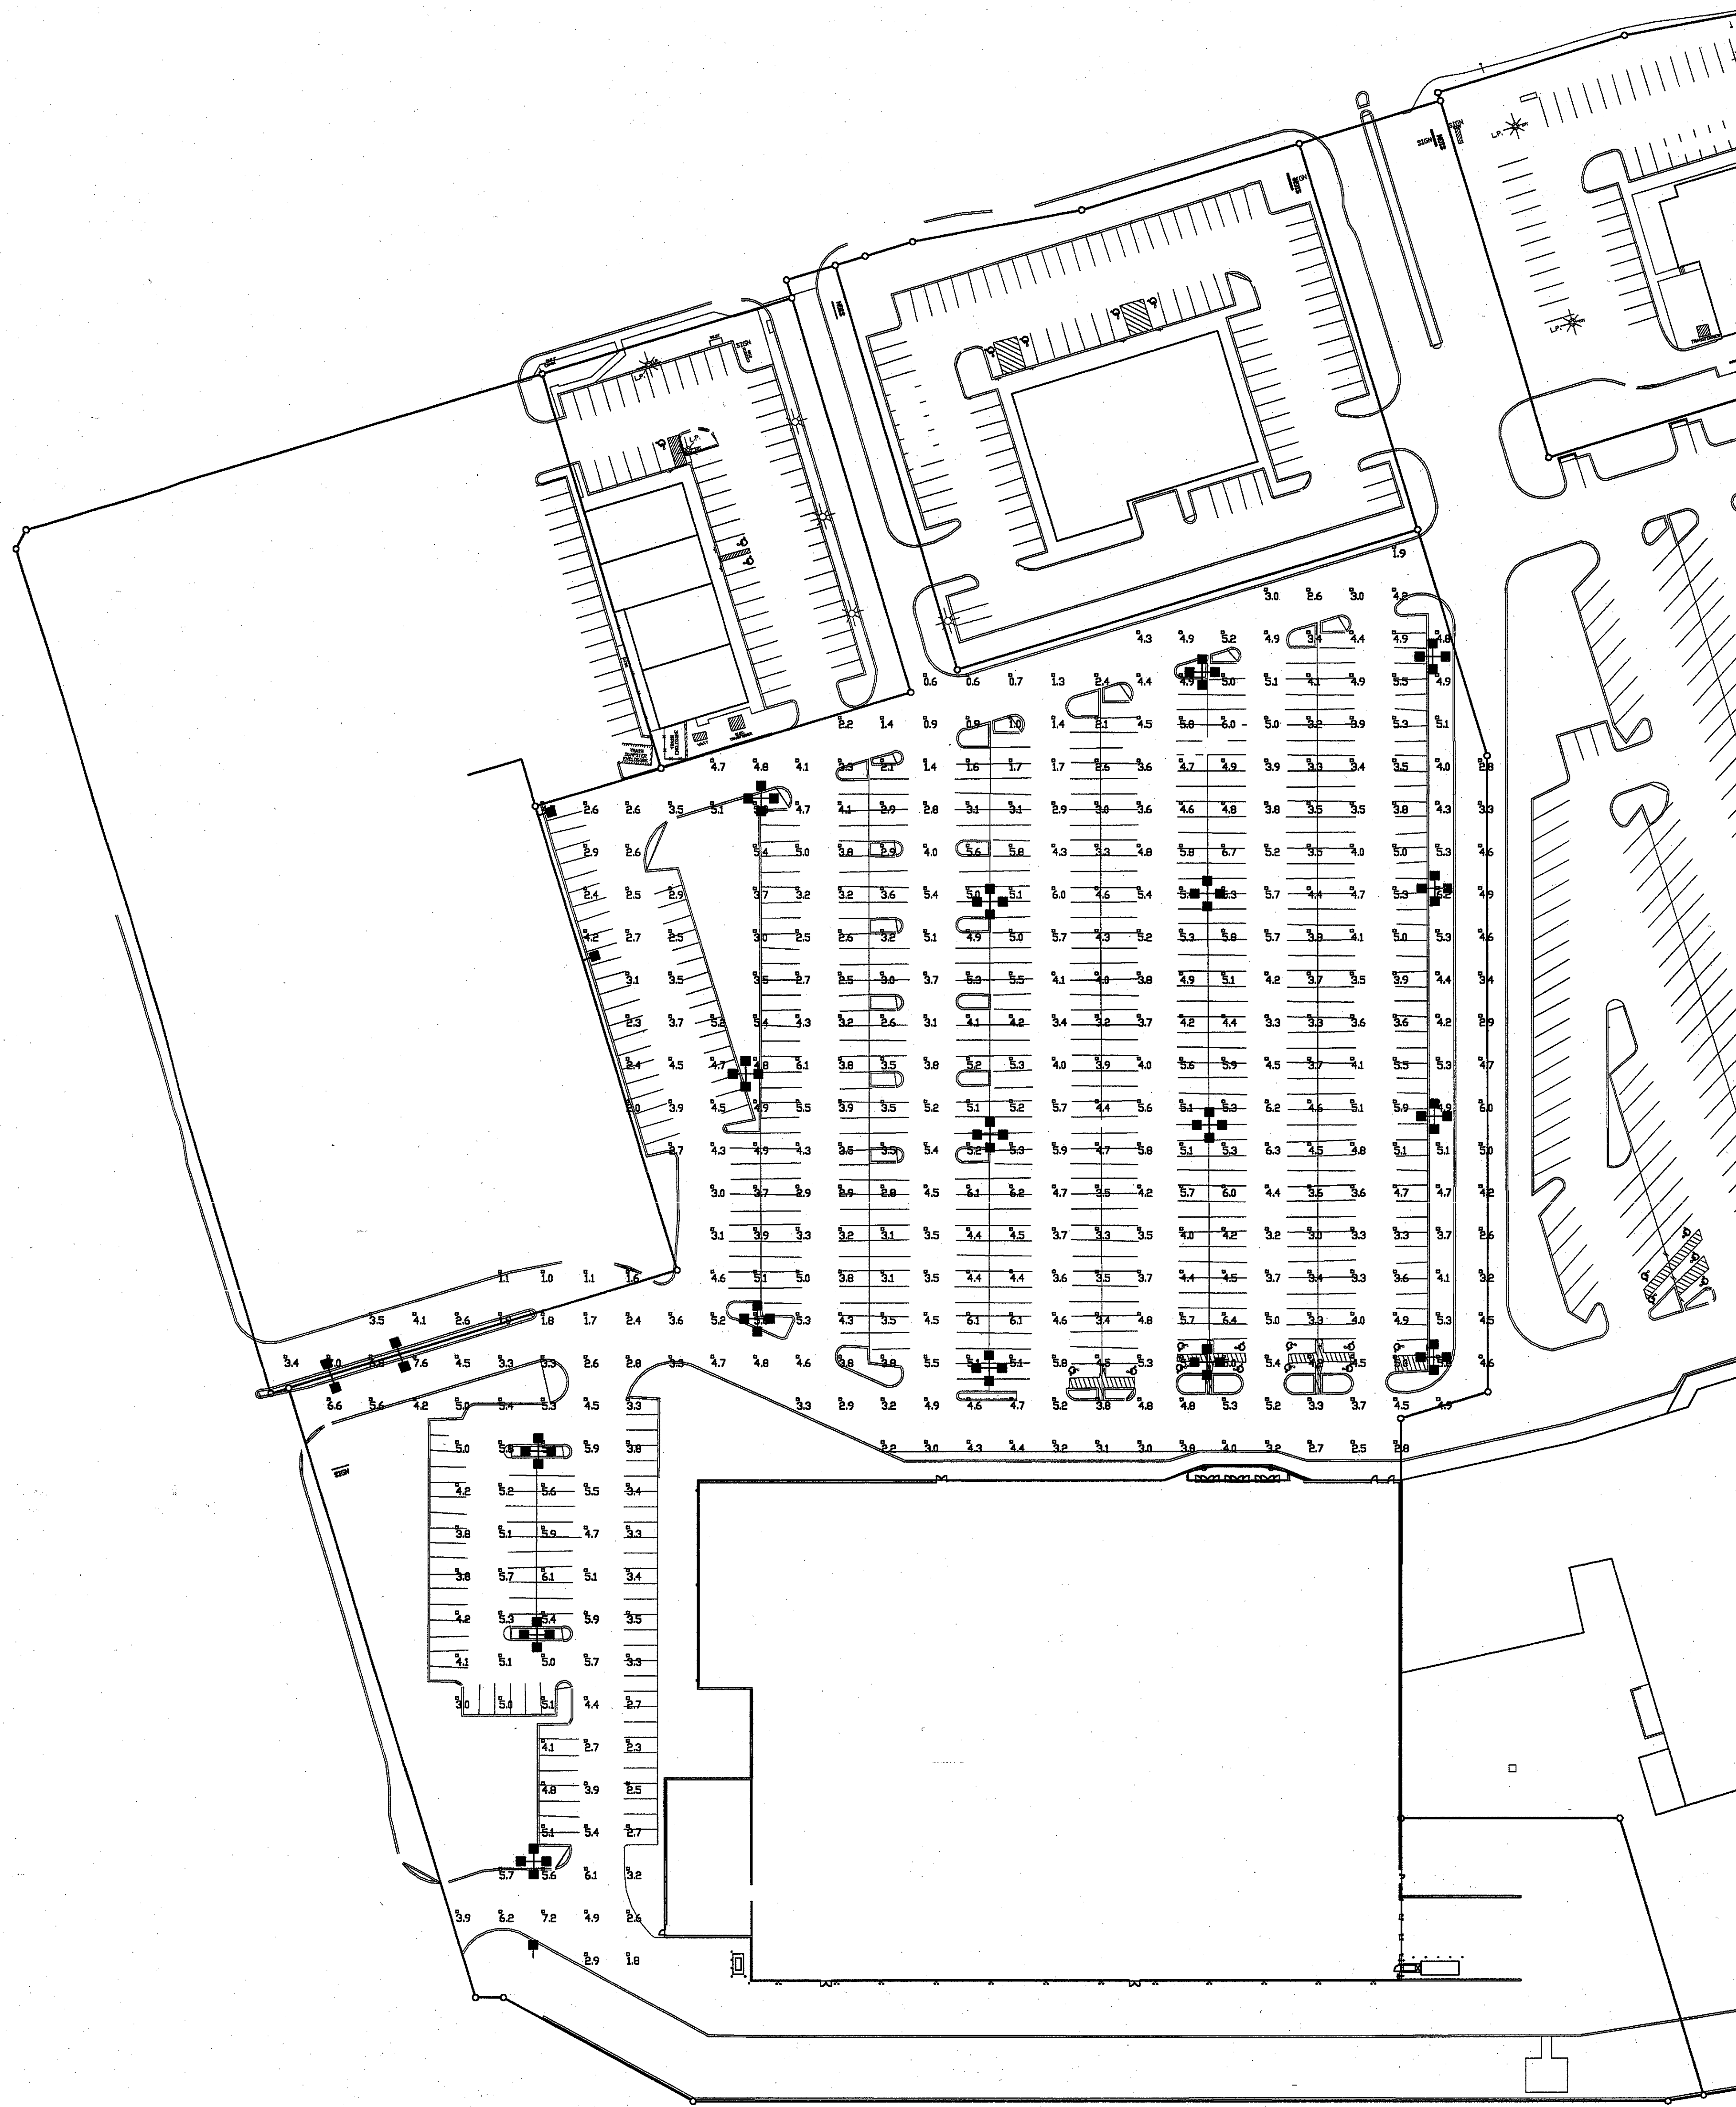 SIGN
SIGN
L.P.
SIGN
L.P.
SIGN
L.P.
L.P.
TRASH ENCLOSURE
TRASH DUMPSTER ENCLOSURE
1.9
3.0 2.6 3.0 4.2
4.3 4.9 5.2 4.9 3.4 4.4 4.9 4.8
0.6 0.6 0.7 1.3 2.4 4.4 4.9 5.0 5.1 4.1 4.9 5.5 4.9
2.2 1.4 0.9 0.9 1.0 1.4 2.1 4.5 5.8 6.0 5.0 3.2 3.9 5.3 5.1
4.7 4.8 4.1 3.3 2.1 1.4 1.6 1.7 1.7 2.6 3.6 4.7 4.9 3.9 3.3 3.4 3.5 4.0 2.8
2.6 2.6 3.5 5.1 4.7 4.1 2.9 2.8 3.1 3.1 2.9 3.0 3.6 4.6 4.8 3.8 3.5 3.5 3.8 4.3 3.3
2.9 2.6 5.4 5.0 3.8 2.9 4.0 5.6 5.8 4.3 3.3 4.8 5.8 6.7 5.2 3.5 4.0 5.0 5.3 4.6
2.4 2.5 2.9 3.7 3.2 3.2 3.6 5.4 5.0 5.1 6.0 4.6 5.4 5.3 5.7 4.4 4.7 5.3 4.9
4.2 2.7 2.5 3.0 2.5 2.6 3.2 5.1 4.9 5.0 5.7 4.3 5.2 5.3 5.8 5.7 3.8 4.1 5.0 5.3 4.6
3.1 3.5 3.5 2.7 2.5 3.0 3.7 5.3 5.5 4.1 4.0 3.8 4.9 5.1 4.2 3.7 3.5 3.9 4.4 3.4
2.3 3.7 5.2 5.4 4.3 3.2 2.6 3.1 4.1 4.2 3.4 3.2 3.7 4.2 4.4 3.3 3.3 3.6 3.6 4.2 2.9
2.4 4.5 4.7 4.8 6.1 3.8 3.5 3.8 5.2 5.3 4.0 3.9 4.0 5.6 5.9 4.5 3.7 4.1 5.5 5.3 4.7
2.0 3.9 4.5 4.9 5.5 3.9 3.5 5.2 5.1 5.2 5.7 4.4 5.6 5.1 5.3 6.2 4.6 5.1 5.9 4.9 6.0
2.7 4.3 4.9 4.3 3.5 3.5 5.4 5.2 5.3 5.9 4.7 5.8 5.1 5.3 6.3 4.5 4.8 5.1 5.1 5.0
3.0 3.7 2.9 2.9 2.8 4.5 6.1 6.2 4.7 3.5 4.2 5.7 6.0 4.4 3.6 3.6 4.7 4.7 4.2
3.1 3.9 3.3 3.2 3.1 3.5 4.4 4.5 3.7 3.3 3.5 4.0 4.2 3.2 3.0 3.3 3.3 3.7 2.6
1.1 1.0 1.1 1.6 4.6 5.1 5.0 3.8 3.1 3.5 4.4 4.4 3.6 3.5 3.7 4.4 4.5 3.7 3.4 3.3 3.6 4.1 3.2
3.5 4.1 2.6 1.9 1.8 1.7 2.4 3.6 5.2 5.3 4.3 3.5 4.5 6.1 6.1 4.6 3.4 4.8 5.7 6.4 5.0 3.3 4.0 4.9 5.3 4.5
3.4 7.6 4.5 3.3 3.3 2.6 2.8 3.3 4.7 4.8 4.6 3.8 3.8 5.5 5.1 5.1 5.8 4.5 5.3 5.4 4.5 4.6
6.6 5.6 4.2 5.0 5.4 5.3 4.5 3.3 3.3 2.9 3.2 4.9 4.6 4.7 5.2 3.8 4.8 4.8 5.3 5.2 3.3 3.7 4.5 4.9
5.0 5.9 3.8 2.2 3.0 4.3 4.4 3.2 3.1 3.0 3.8 4.0 3.2 2.7 2.5 2.8
SIGN
4.2 5.2 5.6 5.5 3.4
3.8 5.1 5.9 4.7 3.3
3.8 5.7 6.1 5.1 3.4
4.2 5.3 5.4 5.9 3.5
4.1 5.1 5.0 5.7 3.3
3.0 5.0 5.1 4.4 2.7
4.1 2.7 2.3
4.8 3.9 2.5
5.1 5.4 2.7
5.7 5.6 6.1 3.2
3.9 6.2 7.2 4.9 2.6
2.9 1.8